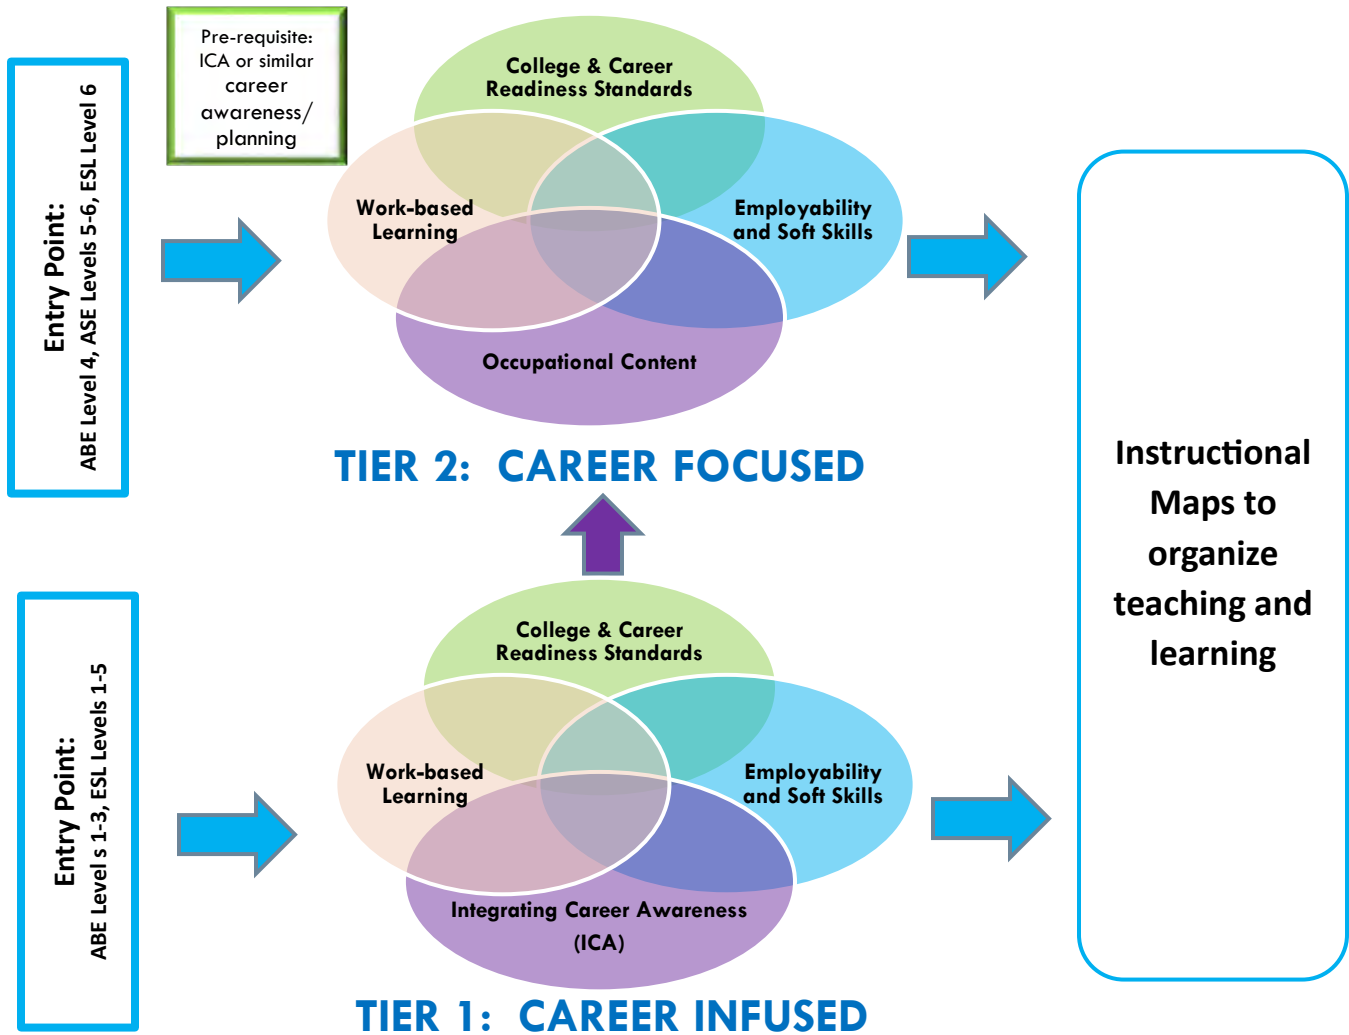 Pre-requisite:
ICA or similar
career
awareness/
planning
Entry Point:
ABE Level 4, ASE Levels 5-6, ESL Level 6
College & Career
Readiness Standards
Work-based
Learning
Employability
and Soft Skills
Occupational Content
TIER 2: CAREER FOCUSED
Entry Point:
ABE Level s 1-3, ESL Levels 1-5
College & Career
Readiness Standards
Work-based
Learning
Employability
and Soft Skills
Integrating Career Awareness
(ICA)
TIER 1: CAREER INFUSED
Instructional
Maps to
organize
teaching and
learning